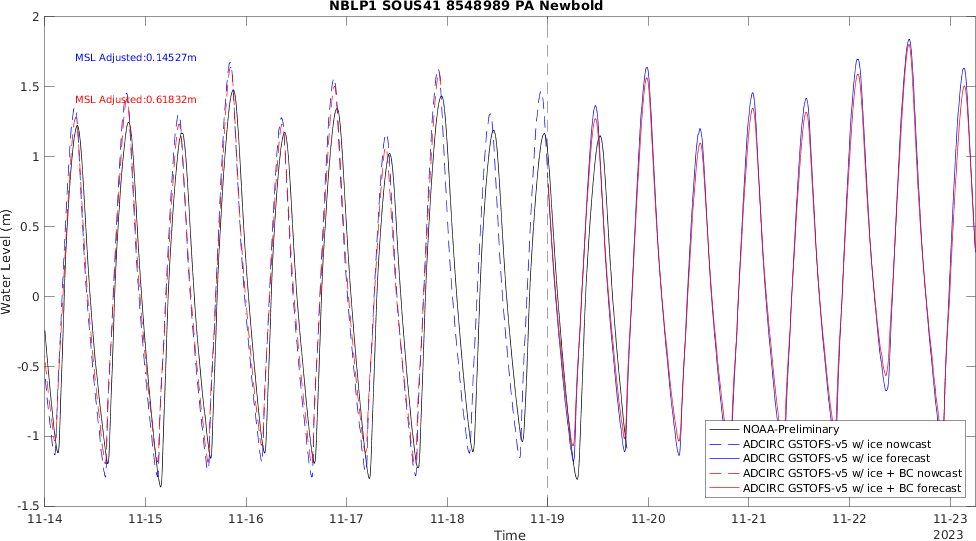 NBLP1 SOUS41 8548989 PA Newbold
2
1.5
1
0.5
0
-0.5
-1
-1.5
Water Level (m)
MSL Adjusted:0.14527m
MSL Adjusted:0.61832m
NOAA-Preliminary
ADCIRC GSTOFS-v5 w/ ice nowcast
ADCIRC GSTOFS-v5 w/ ice forecast
ADCIRC GSTOFS-v5 w/ ice + BC nowcast
ADCIRC GSTOFS-v5 w/ ice + BC forecast
11-14 11-15 11-16 11-17 11-18 11-19 11-20 11-21 11-22 11-23
2023
Time